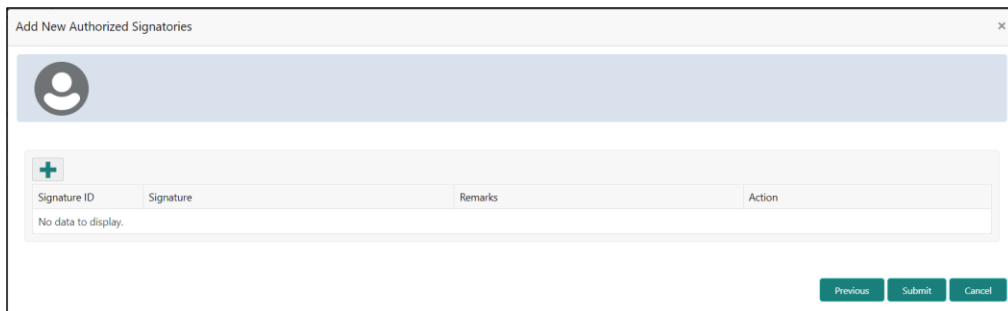 Add New Authorized Signatories ×
Signature ID Signature Remarks Action
No data to display.
Previous Submit Cancel